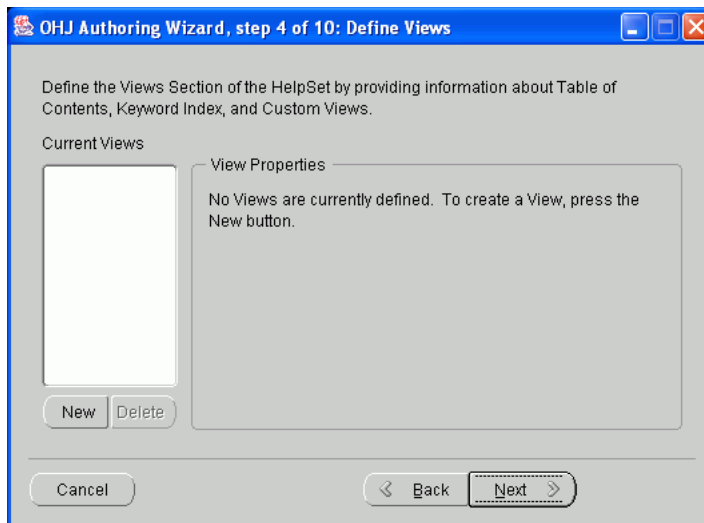 OHJ Authoring Wizard, step 4 of 10: Define Views
Define the Views Section of the HelpSet by providing information about Table of
Contents, Keyword Index, and Custom Views.
Current Views
View Properties
No Views are currently defined. To create a View, press the
New button.
New
Delete
Cancel
Back
Next